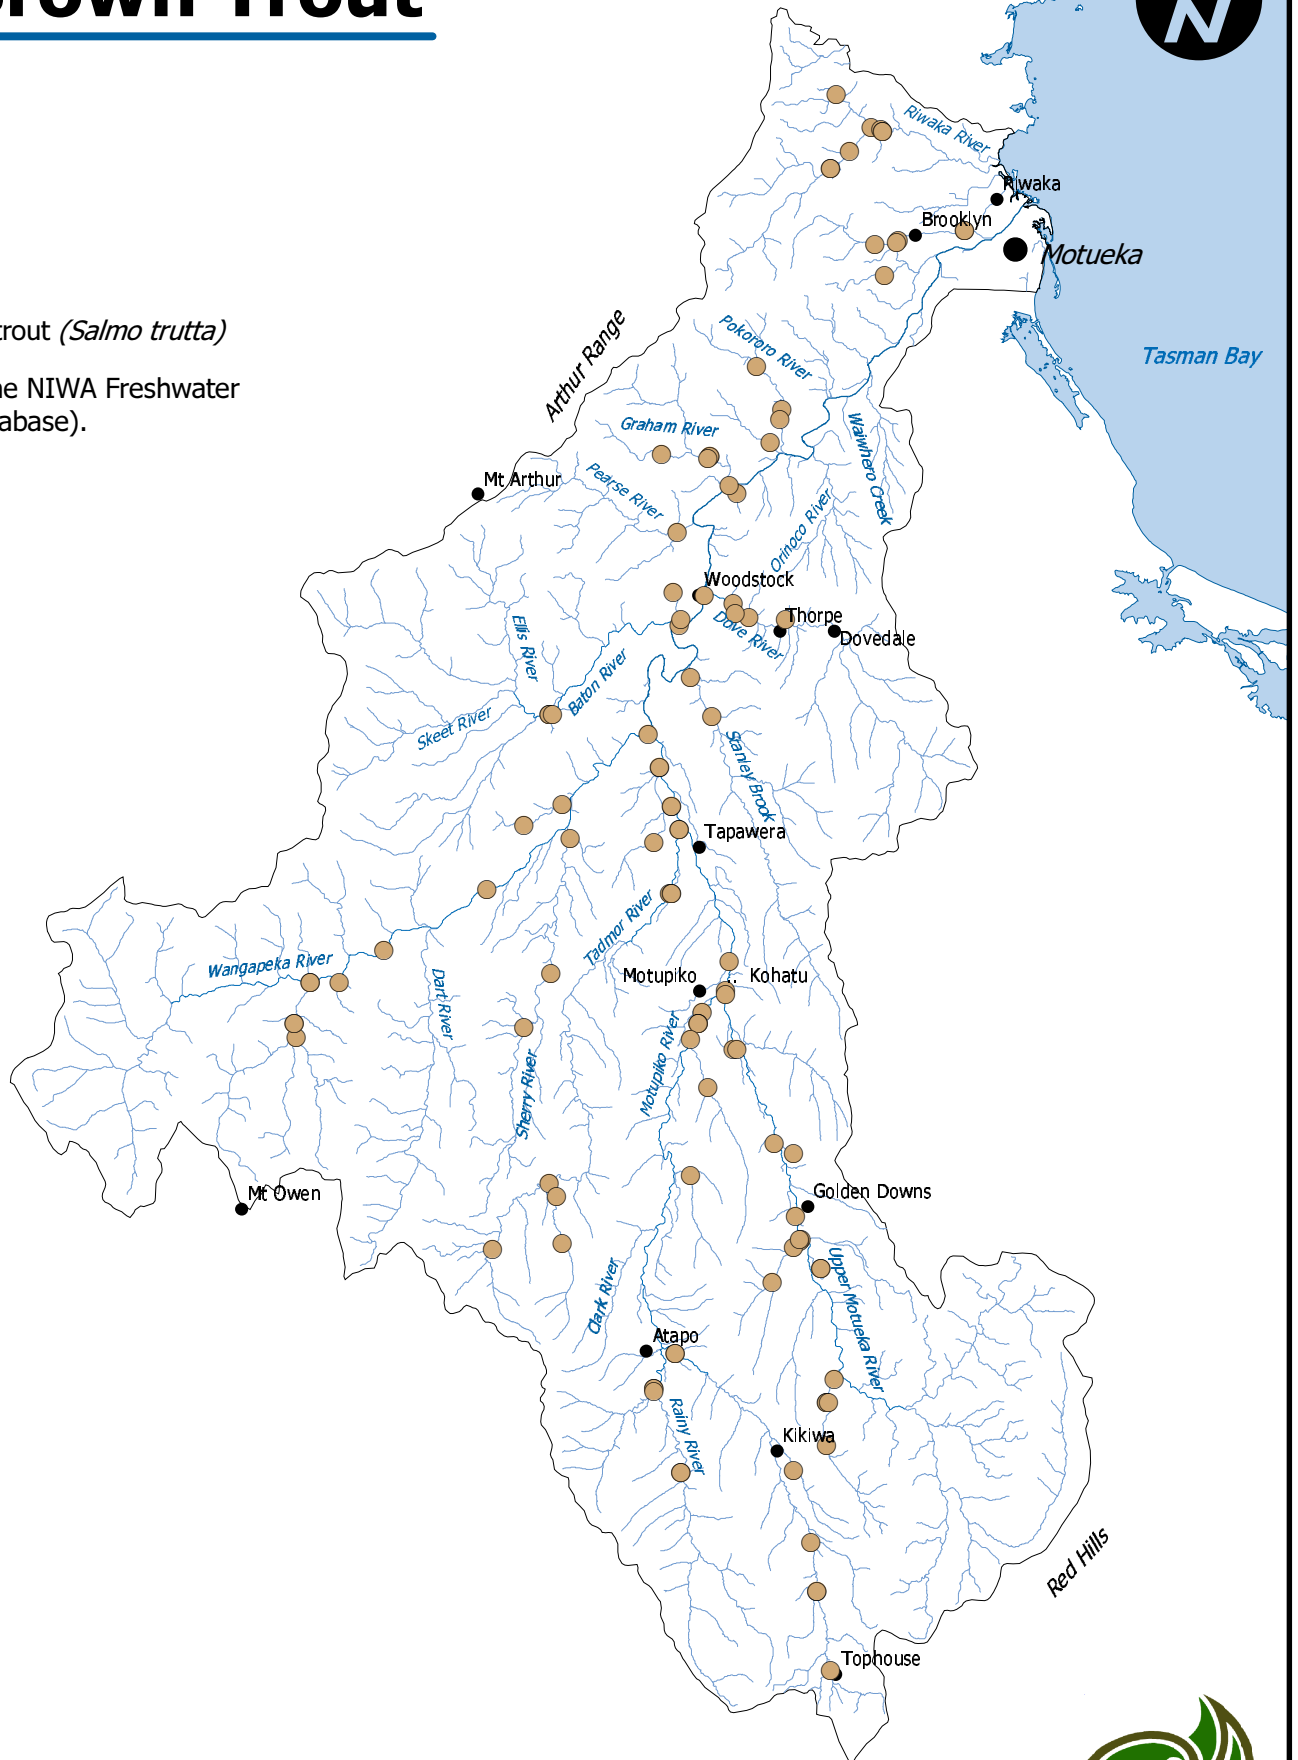 Brown Trout
N
Riwaka River
Riwaka
Brooklyn
Motueka
trout (Salmo trutta)
Pokororo River
Tasman Bay
he NIWA Freshwater
abase).
Arthur Range
Graham River
Waiwhero Creek
Mt Arthur
Pearse River
Orinoco River
Woodstock
Thorpe
Dove River
Dovedale
Ellis River
Baton River
Skeet River
Stanley Brook
Tapawera
Tadmor River
Wangapeka River
Motupiko
Kohatu
Dart River
Motupiko River
Sherry River
Mt Owen
Golden Downs
Upper Motueka River
Clark River
Atapo
Rainy River
Kikiwa
Red Hills
Tophouse